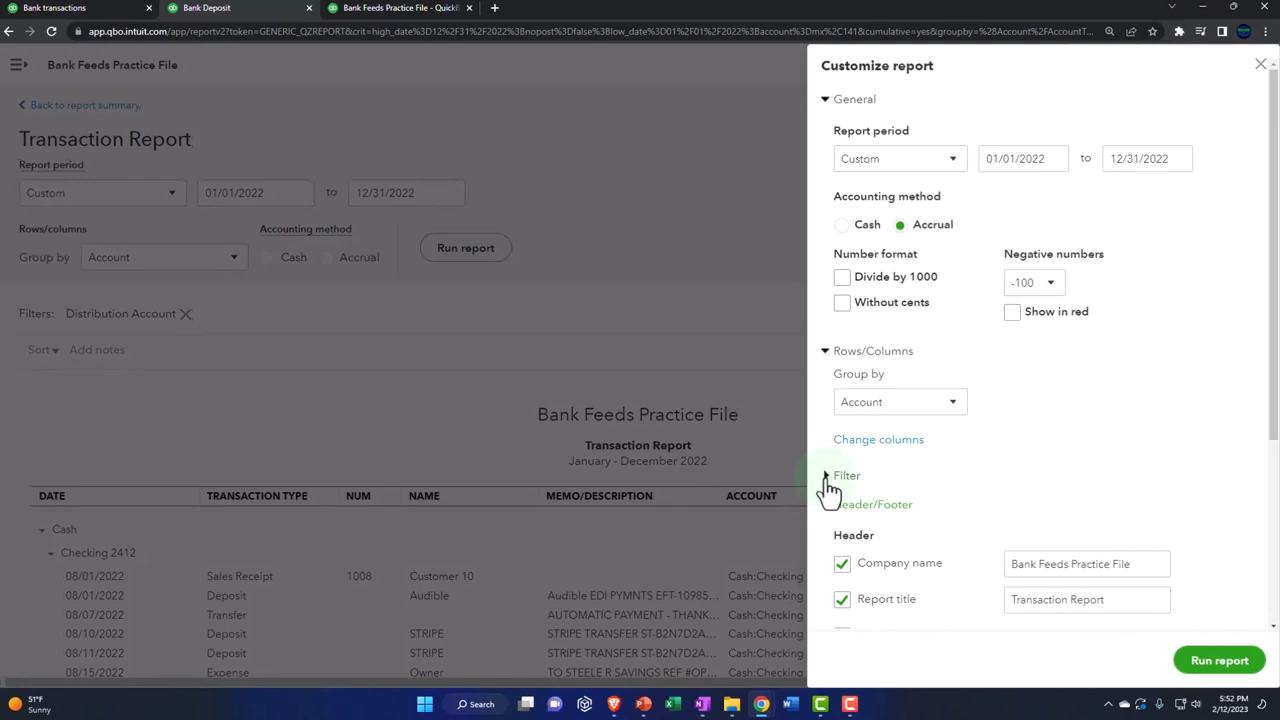 Bank transactions
Bank Deposit
Bank Feeds Practice File - Quick
app.qbo.intuit.com/app/reportv2?token=GENERIC_QZREPORT&crit=high_date%12%2F31%2F2022%3Bnopost%3Dfalse%3Blow_date%3D01%2F01%2F2022%3Baccount%3Dmx%2C141&cumulative=yes&groupby=%28Account%2FAccountT...
Bank Feeds Practice File
Back to report summary
Transaction Report
Report period
Custom
01/01/2022
to
12/31/2022
Rows/columns
Accounting method
Group by
Account
Cash
Accrual
Run report
Filters:
Distribution Account
Sort
Add notes
Bank Feeds Practice File
Transaction Report
January - December 2022
DATE TRANSACTION TYPE NUM NAME MEMO/DESCRIPTION ACCOUNT
Cash
Checking 2412
08/01/2022 Sales Receipt 1008 Customer 10 Cash:Checking
08/01/2022 Deposit Audible Audible EDI PYMNTS EFT-10985... Cash:Checking
08/07/2022 Transfer AUTOMATIC PAYMENT - THANK... Cash:Checking
08/10/2022 Deposit STRIPE STRIPE TRANSFER ST-B2N7D2A... Cash:Checking
08/11/2022 Deposit STRIPE STRIPE TRANSFER ST-B2N7D2A... Cash:Checking
08/15/2022 Expense Owner TO STEELE R SAVINGS REF #OP... Cash:Checking
Customize report
General
Report period
Custom
01/01/2022
to
12/31/2022
Accounting method
Cash
Accrual
Number format
Negative numbers
Divide by 1000
-100
Without cents
Show in red
Rows/Columns
Group by
Account
Change columns
Filter
eader/Footer
Header
Company name
Bank Feeds Practice File
Report title
Transaction Report
Run report
51°F
Sunny
Search
5:52 PM
2/12/2023